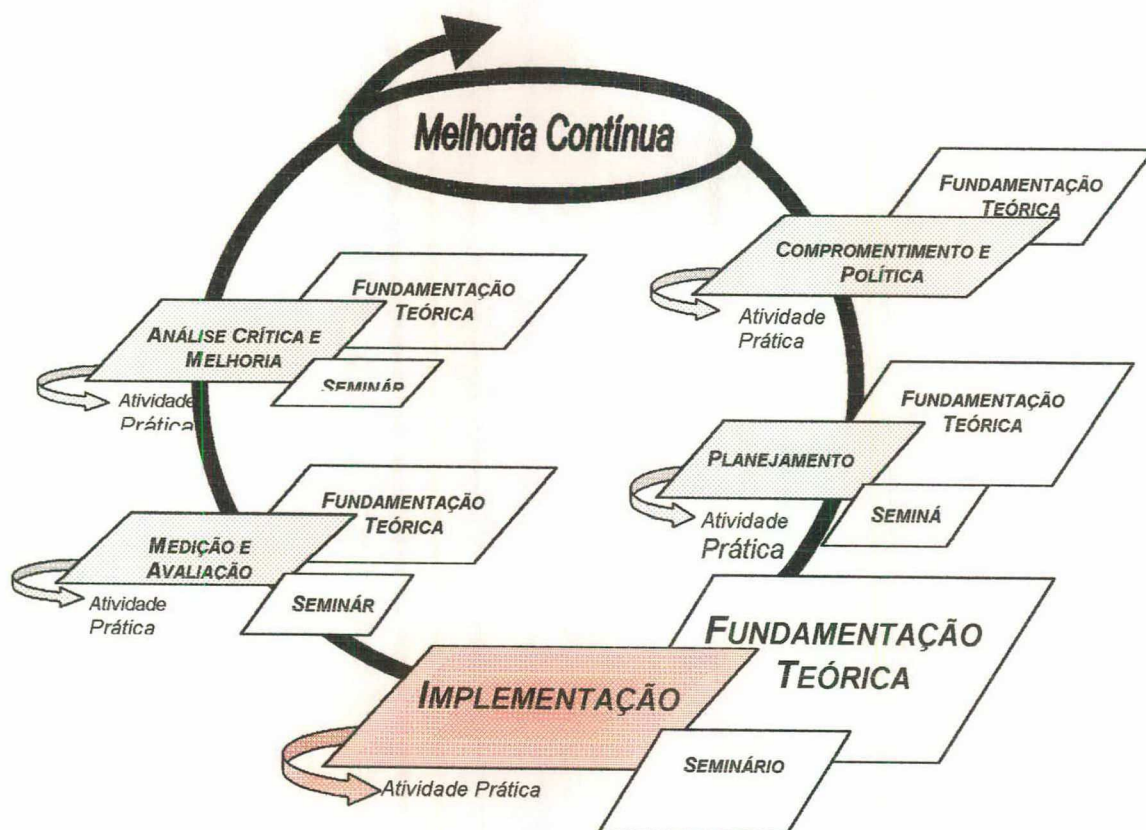 Melhoria Contínua
FUNDAMENTAÇÃO
TEÓRICA
COMPROMENTIMENTO E
POLÍTICA
Atividade
Prática
FUNDAMENTAÇÃO
TEÓRICA
PLANEJAMENTO
SEMINÁ
Atividade
Prática
FUNDAMENTAÇÃO
TEÓRICA
IMPLEMENTAÇÃO
SEMINÁRIO
Atividade Prática
FUNDAMENTAÇÃO
TEÓRICA
MEDIÇÃO E
AVALIAÇÃO
SEMINÁR
Atividade
Prática
FUNDAMENTAÇÃO
TEÓRICA
ANÁLISE CRÍTICA E
MELHORIA
SEMINÁR
Atividade
Prática